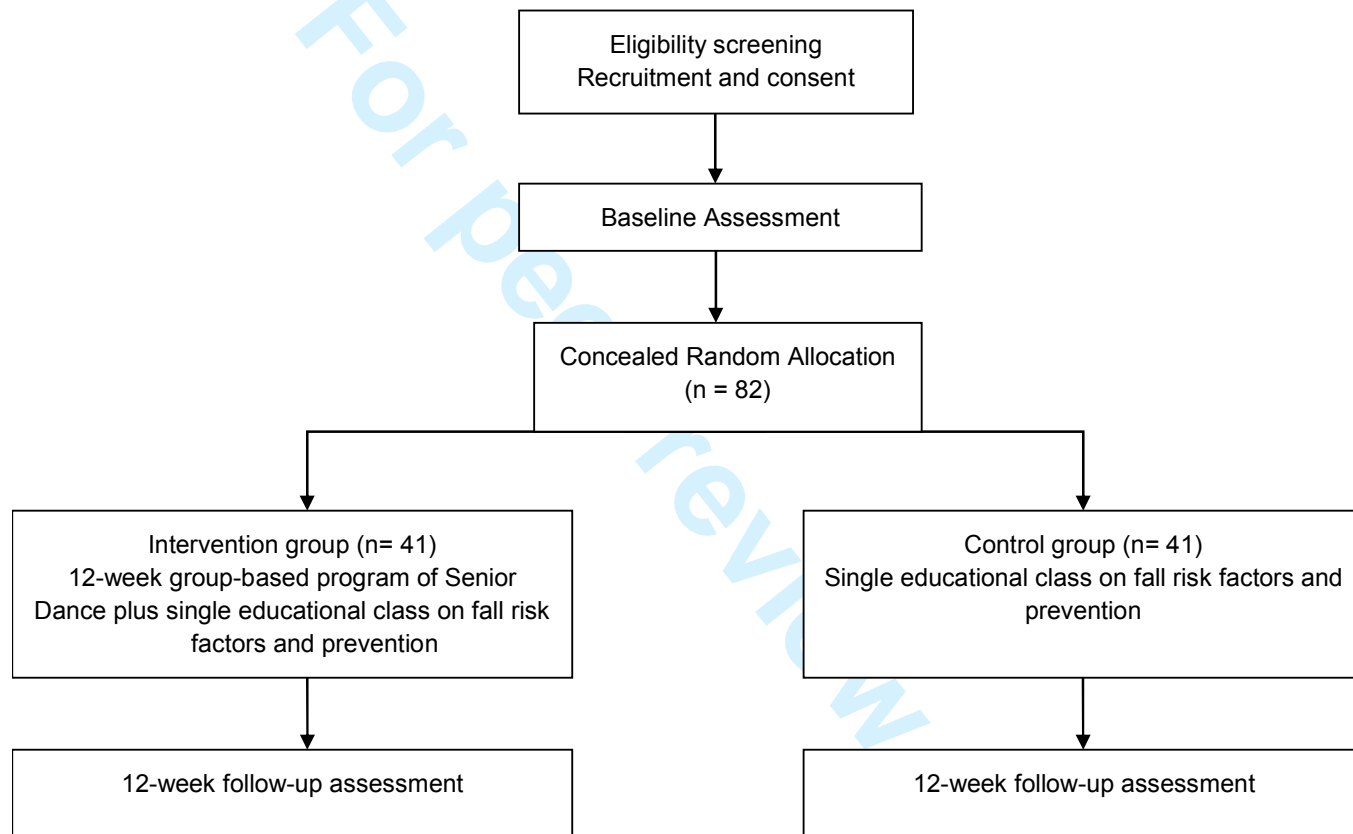 Eligibility screening
Recruitment and consent
Baseline Assessment
Concealed Random Allocation
(n = 82)
Intervention group (n= 41)
12-week group-based program of Senior
Dance plus single educational class on fall risk
factors and prevention
Control group (n= 41)
Single educational class on fall risk factors and
prevention
12-week follow-up assessment
12-week follow-up assessment
For peer review